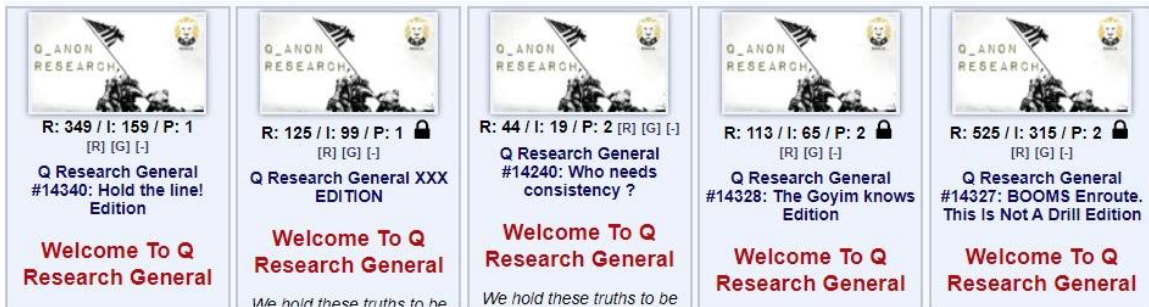 Q_ANON
RESEARCH
R: 349 / I: 159 / P: 1
[R] [G] [-]
Q Research General
#14340: Hold the line!
Edition
Welcome To Q
Research General
Q_ANON
RESEARCH
R: 125 / I: 99 / P: 1
[R] [G] [-]
Q Research General XXX
EDITION
Welcome To Q
Research General
We hold these truths to be
Q_ANON
RESEARCH
R: 44 / I: 19 / P: 2 [R] [G] [-]
Q Research General
#14240: Who needs
consistency ?
Welcome To Q
Research General
We hold these truths to be
Q_ANON
RESEARCH
R: 113 / I: 65 / P: 2
[R] [G] [-]
Q Research General
#14328: The Goyim knows
Edition
Welcome To Q
Research General
Q_ANON
RESEARCH
R: 525 / I: 315 / P: 2
[R] [G] [-]
Q Research General
#14327: BOOMS Enroute.
This Is Not A Drill Edition
Welcome To Q
Research General